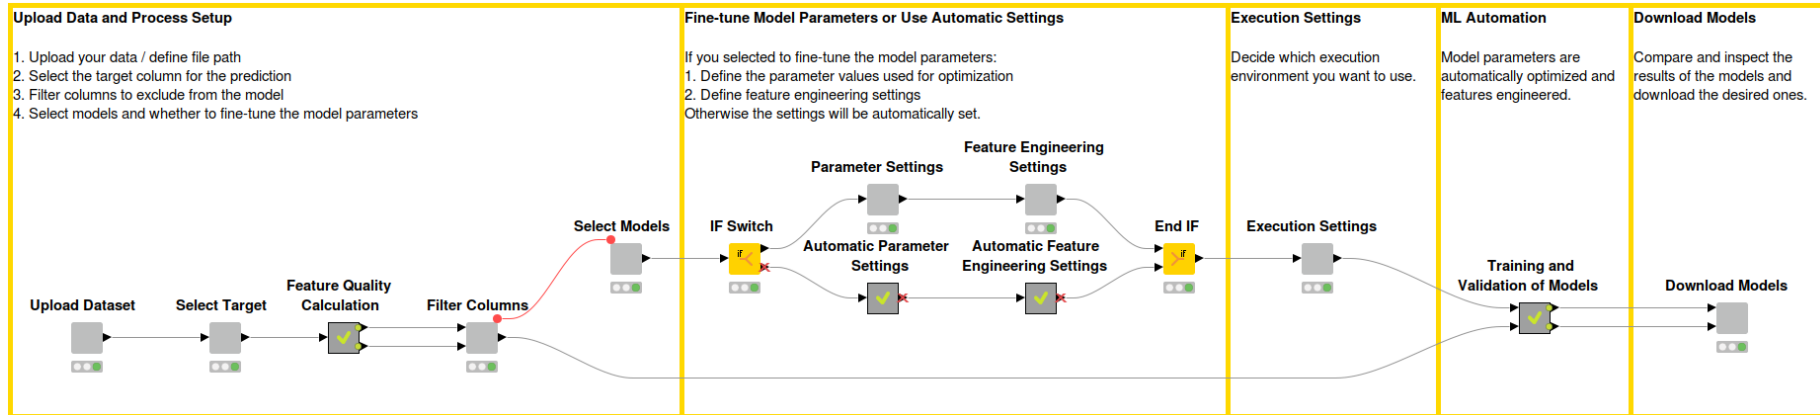 Upload Data and Process Setup
1. Upload your data / define file path
2. Select the target column for the prediction
3. Filter columns to exclude from the model
4. Select models and whether to fine-tune the model parameters
Upload Dataset
Select Target
Feature Quality
Calculation
Filter Columns
Select Models
Fine-tune Model Parameters or Use Automatic Settings
If you selected to fine-tune the model parameters:
1. Define the parameter values used for optimization
2. Define feature engineering settings
Otherwise the settings will be automatically set.
IF Switch
if
Parameter Settings
Feature Engineering
Settings
Automatic Parameter
Settings
Automatic Feature
Engineering Settings
End IF
if
Execution Settings
Decide which execution
environment you want to use.
Execution Settings
ML Automation
Model parameters are
automatically optimized and
features engineered.
Training and
Validation of Models
Download Models
Compare and inspect the
results of the models and
download the desired ones.
Download Models